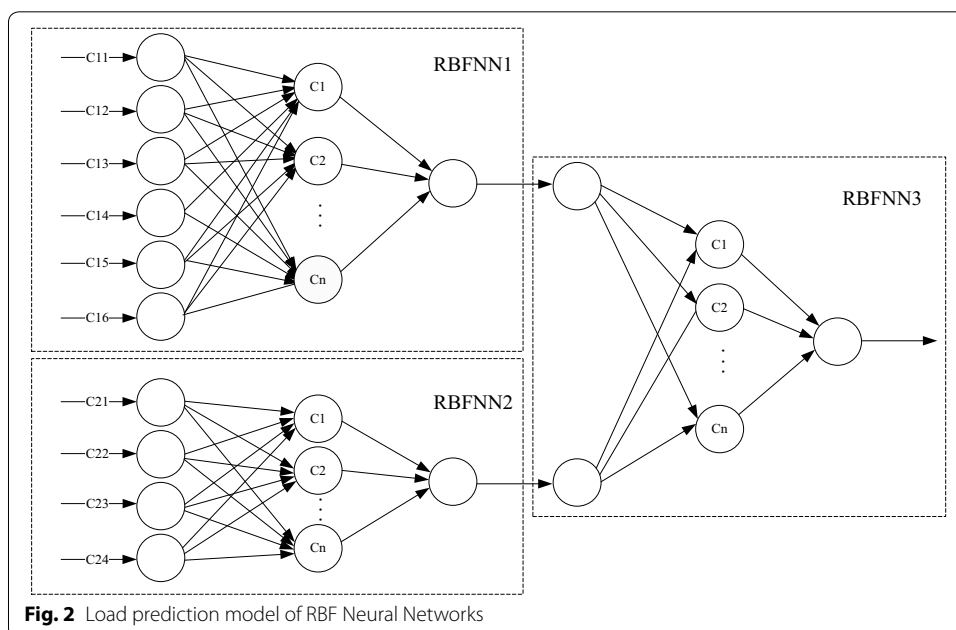 RBFNN1
C11
C12
C13
C14
C15
C16
C1
C2
Cn
RBFNN2
C21
C22
C23
C24
C1
C2
Cn
RBFNN3
C1
C2
Cn
Fig. 2 Load prediction model of RBF Neural Networks